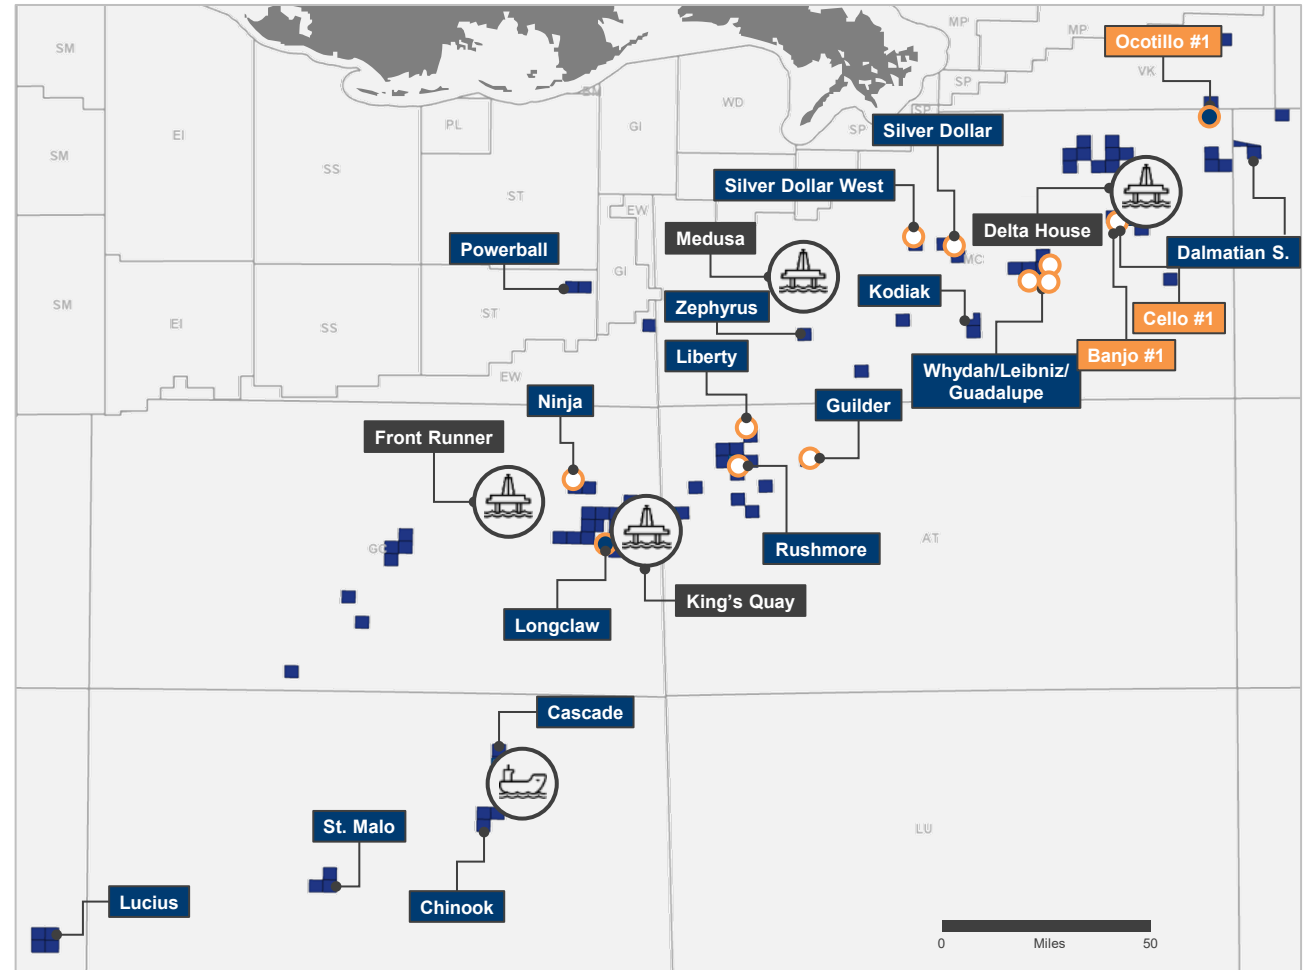 SM
MP
MP
Ocotillo #1
VK
SP
BM
WD
SP
PL
GI
EI
SP
Silver Dollar
SM
SS
Silver Dollar West
ST
EW
Medusa
Delta House
Powerball
Dalmatian S.
MC
GI
Kodiak
SM
Zephyrus
ST
Cello #1
EI
SS
Liberty
Banjo #1
Whydah/Leibniz/
Guadalupe
EW
Ninja
Guilder
Front Runner
GC
AT
Rushmore
King's Quay
Longclaw
Cascade
St. Malo
LU
Lucius
Chinook
0 Miles 50